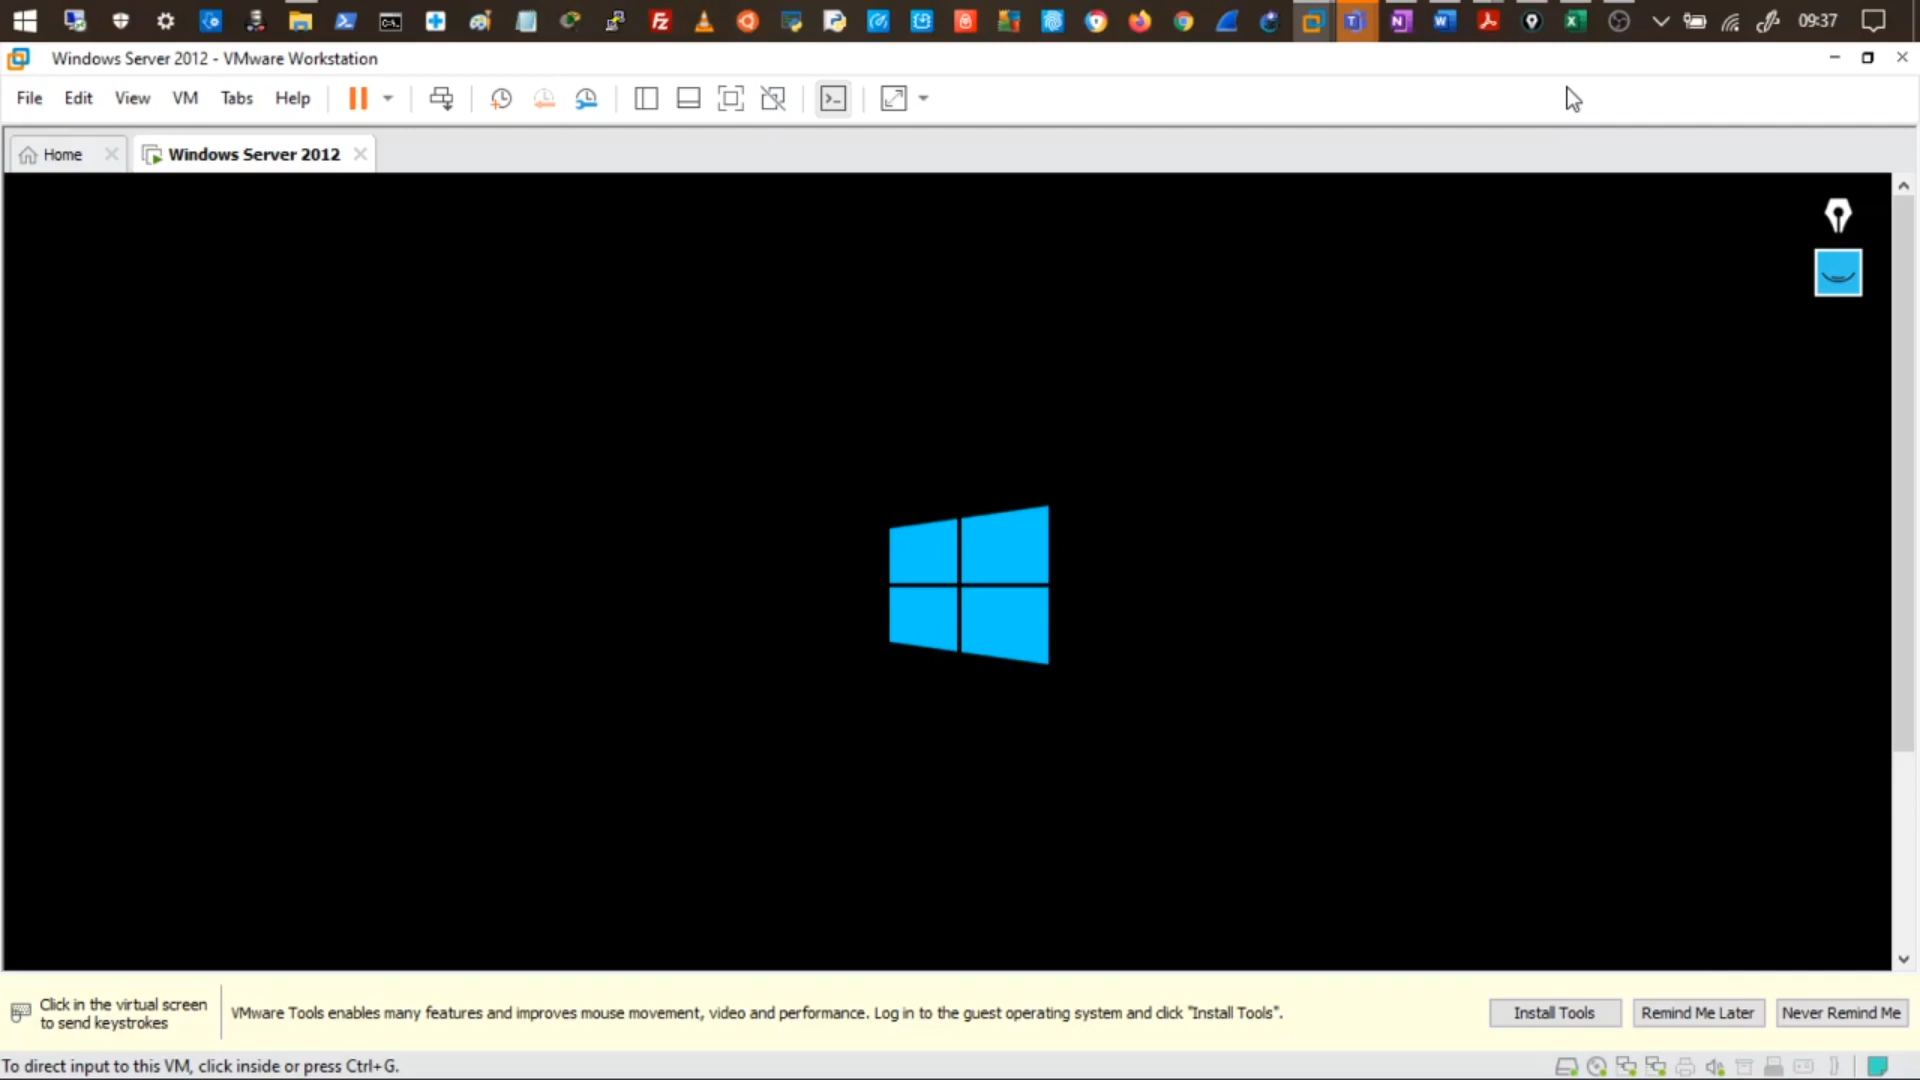 09:37
Windows Server 2012 - VMware Workstation
File Edit View VM Tabs Help
Home
Windows Server 2012
Click in the virtual screen
to send keystrokes
VMware Tools enables many features and improves mouse movement, video and performance. Log in to the guest operating system and click "Install Tools".
Install Tools
Remind Me Later
Never Remind Me
To direct input to this VM, click inside or press Ctrl+G.